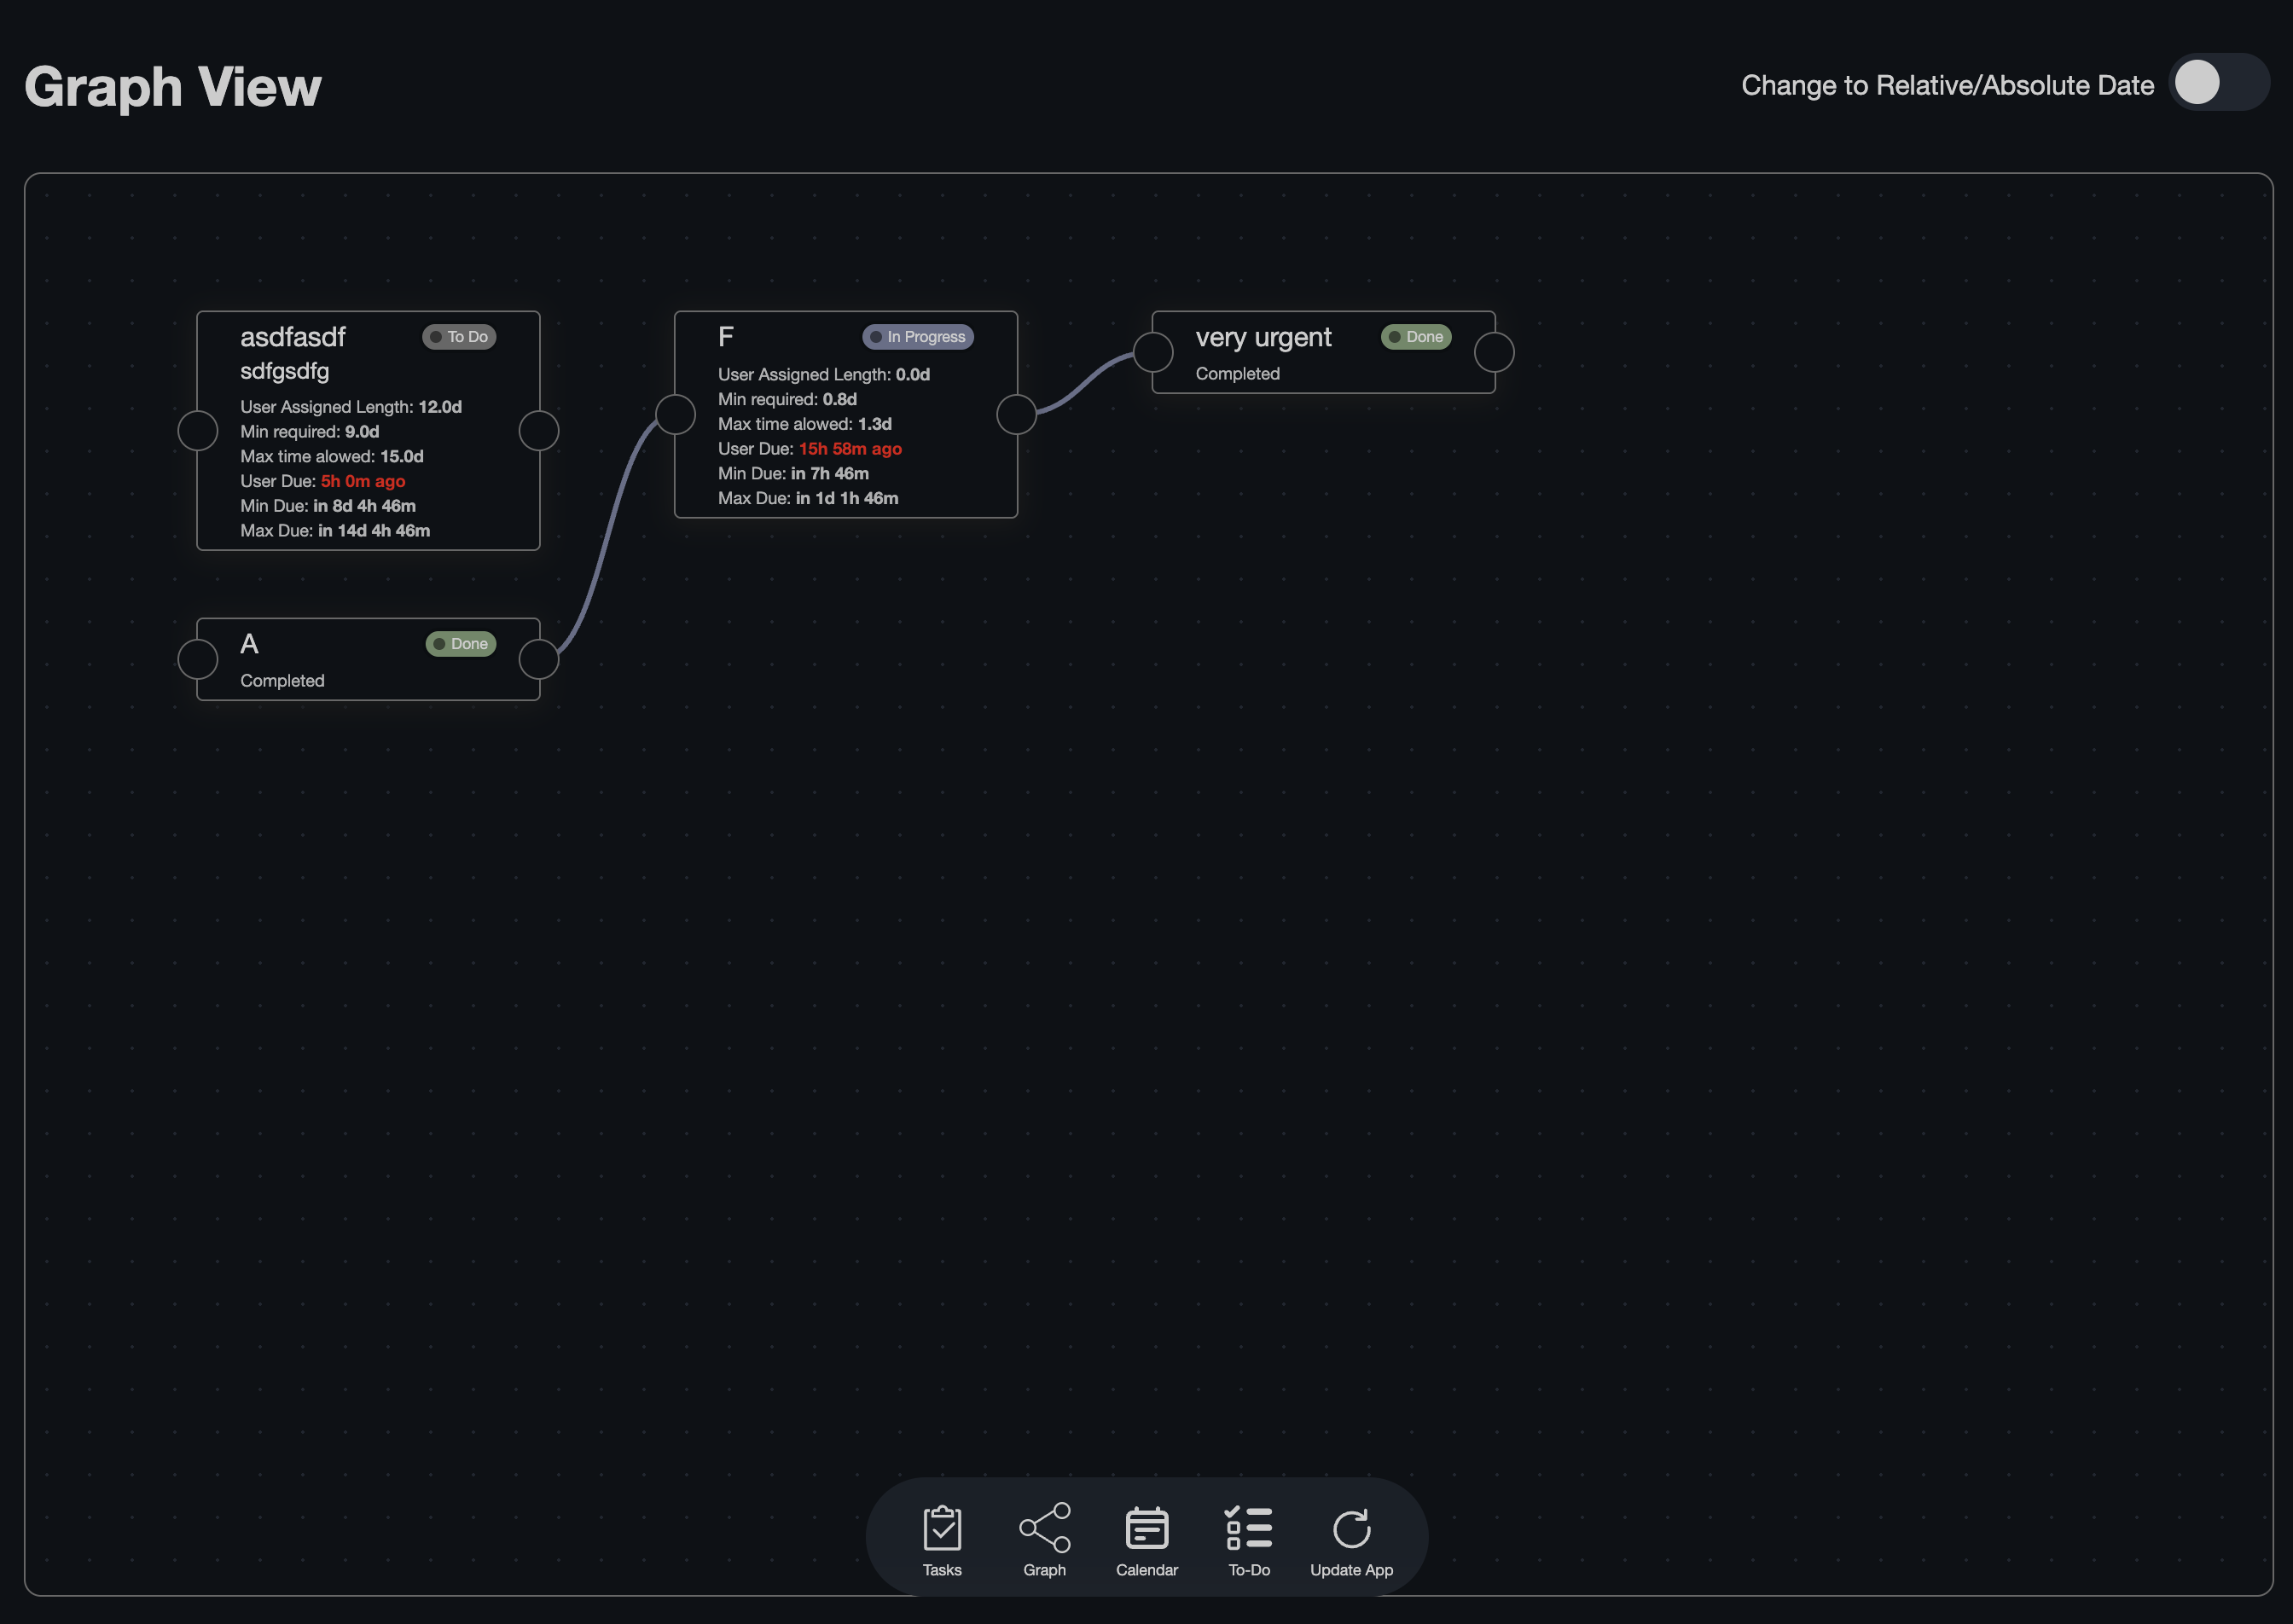 Graph View
Change to Relative/Absolute Date
asdfasdf
To Do
sdfgsdfg
User Assigned Length: 12.0d
Min required: 9.0d
Max time alowed: 15.0d
User Due: 5h 0m ago
Min Due: in 8d 4h 46m
Max Due: in 14d 4h 46m
F
In Progress
User Assigned Length: 0.0d
Min required: 0.8d
Max time alowed: 1.3d
User Due: 15h 58m ago
Min Due: in 7h 46m
Max Due: in 1d 1h 46m
very urgent
Done
Completed
A
Done
Completed
Tasks
Graph
Calendar
To-Do
Update App